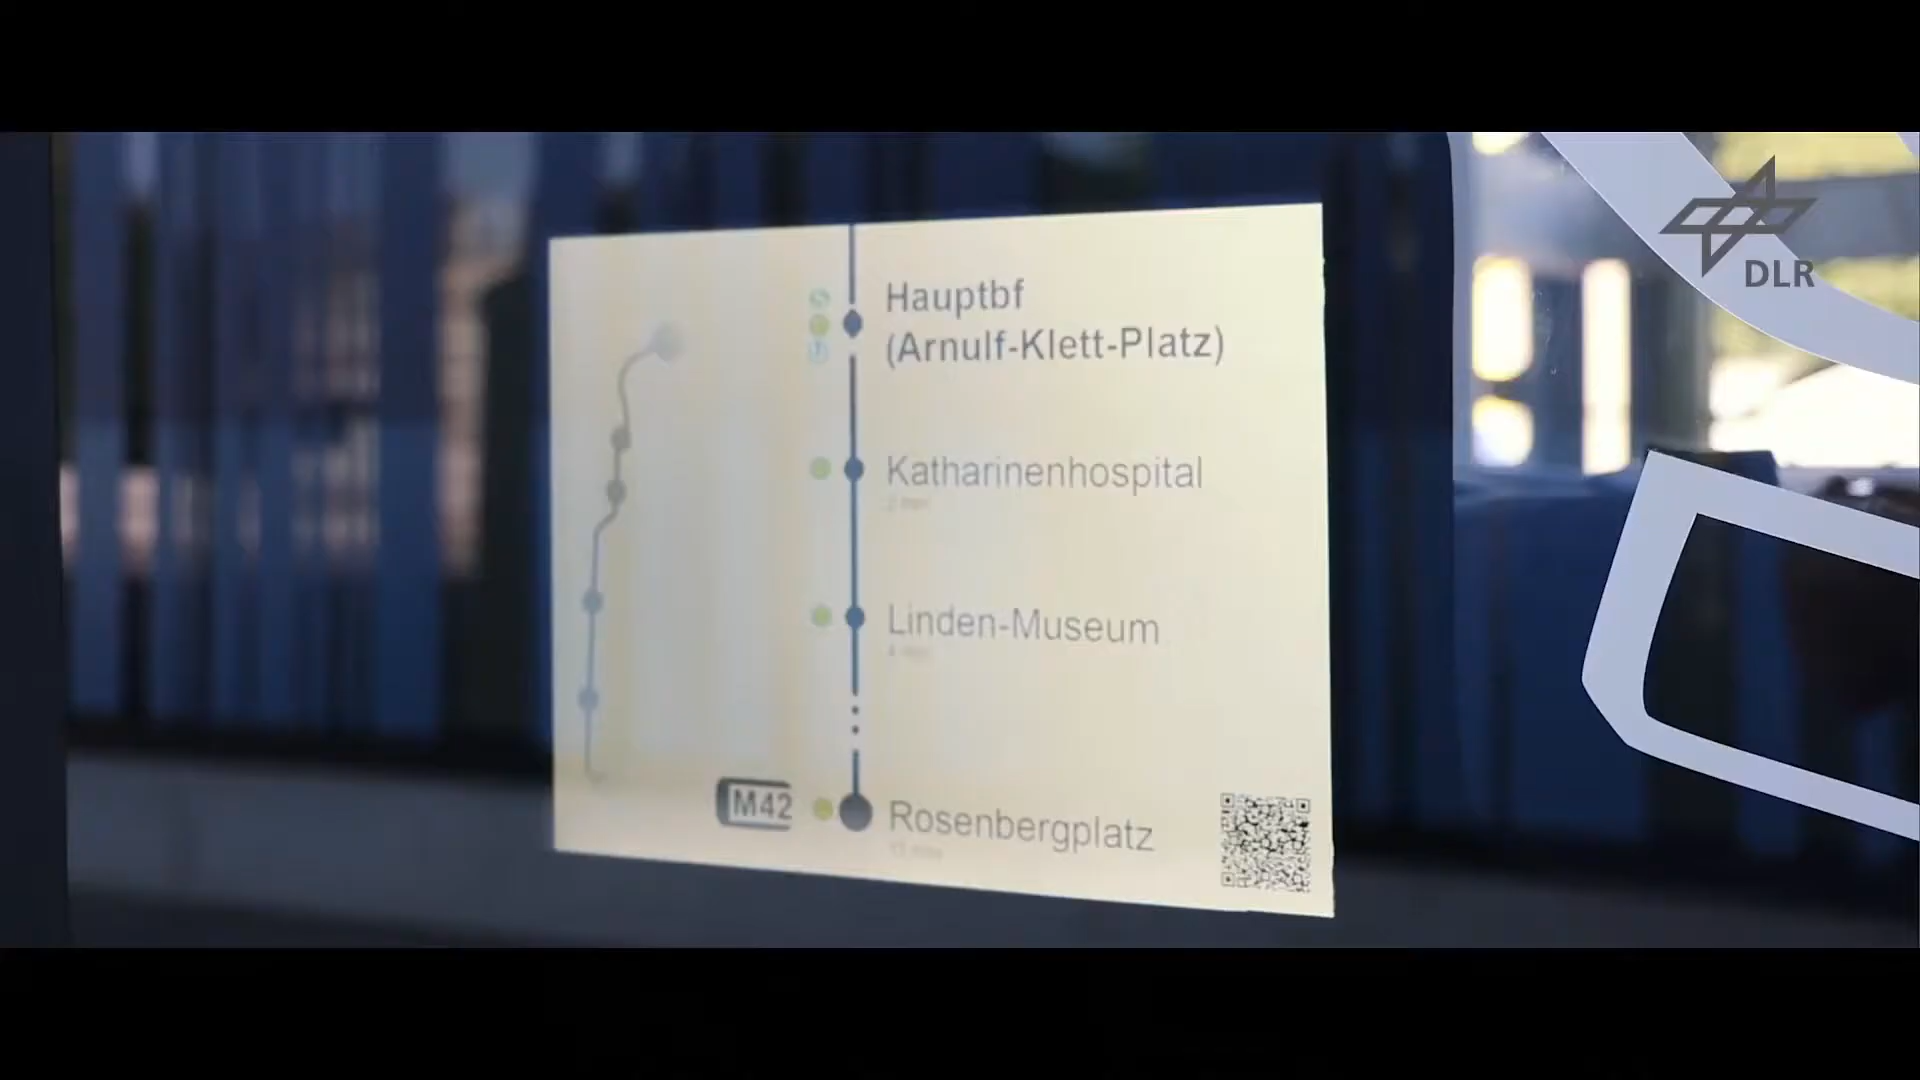 DLR
Hauptbf
(Arnulf-Klett-Platz)
Katharinenhospital
Linden-Museum
M42
Rosenbergplatz